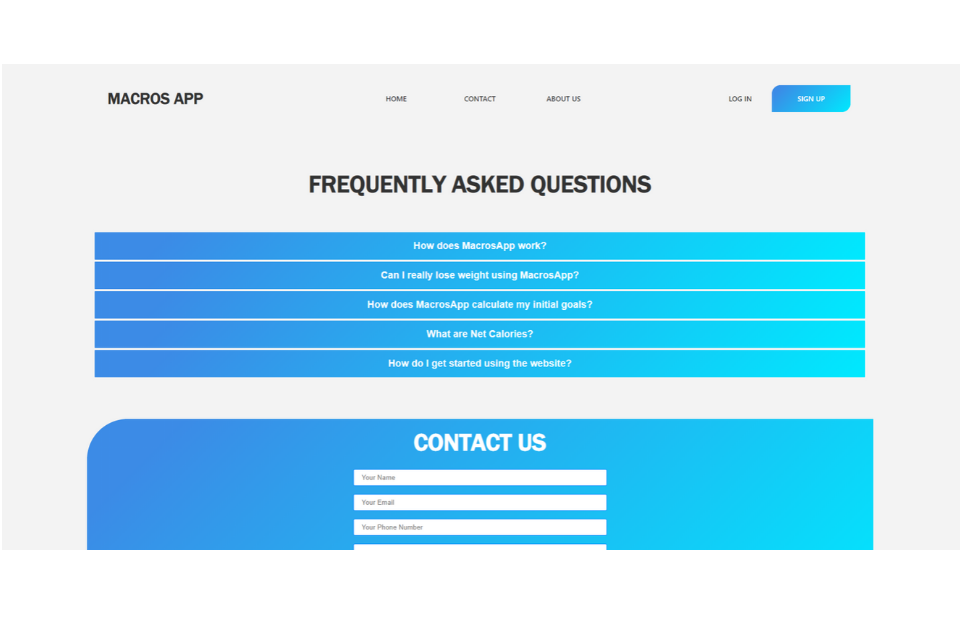 MACROS APP
HOME
CONTACT
ABOUT US
LOG IN
SIGN UP
FREQUENTLY ASKED QUESTIONS
How does MacrosApp work?
Can I really lose weight using MacrosApp?
How does MacrosApp calculate my initial goals?
What are Net Calories?
How do I get started using the website?
CONTACT US
Your Name
Your Email
Your Phone Number